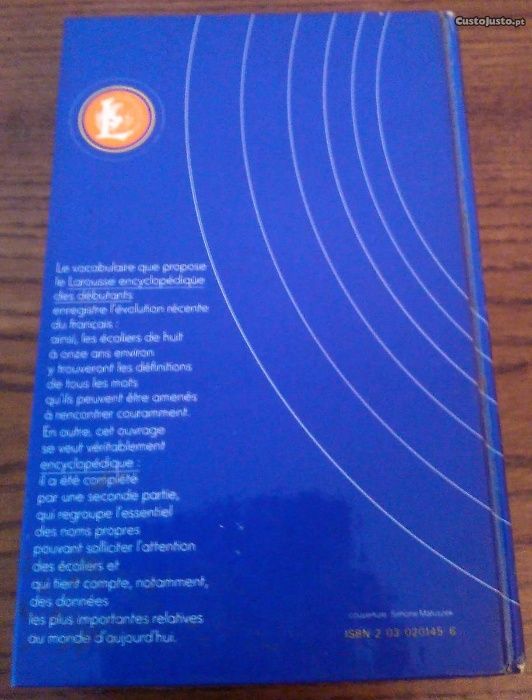 CustoJusto.pt
Le vocabulaire que propose
le Larousse encyclopédique
des débutants
enregistre l'évolution récente
du français :
ainsi, les écoliers de huit
à onze ans environ
y trouveront les définitions
de tous les mots
qu'ils peuvent être amenés
à rencontrer couramment.
En outre, cet ouvrage
se veut véritablement
encyclopédique :
il a été complété
par une seconde partie,
qui regroupe l'essentiel
des noms propres
pouvant solliciter l'attention
des écoliers et
qui tient compte, notamment,
des données
les plus importantes relatives
au monde d'aujourd'hui.
couverture Simone Matuszek
ISBN 2 03 020145 6